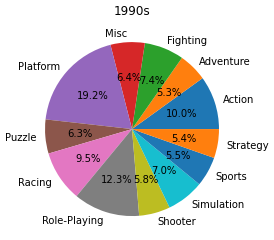 1990s
Misc
Fighting
Adventure
Action
Strategy
Sports
Simulation
Shooter
Role-Playing
Racing
Puzzle
Platform
6.4%
7.4%
5.3%
10.0%
5.4%
5.5%
7.0%
5.8%
12.3%
9.5%
6.3%
19.2%